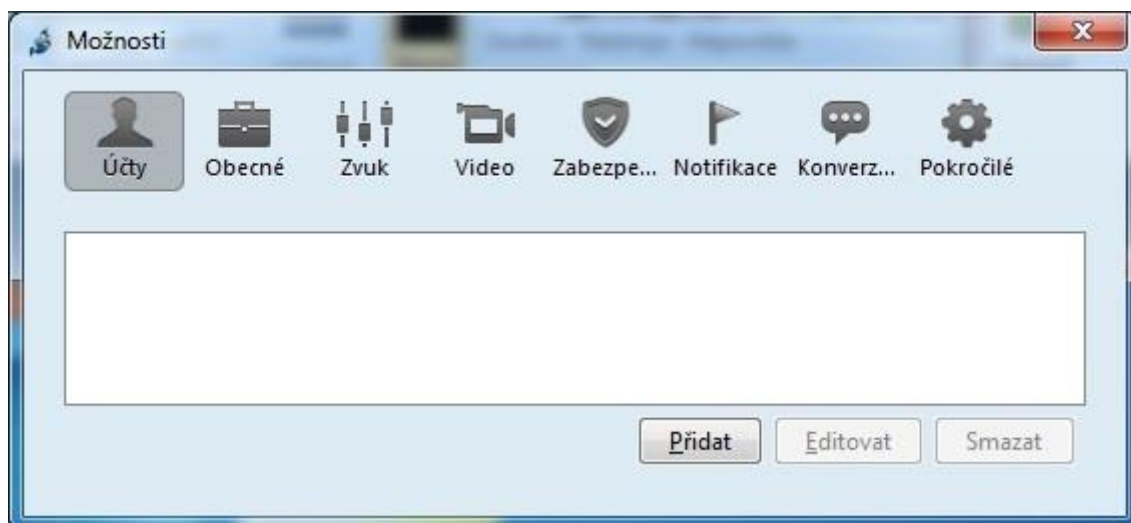 Možnosti
Účty Obecné Zvuk Video Zabezpe... Notifikace Konverz... Pokročilé
Přidat Editovat Smazat